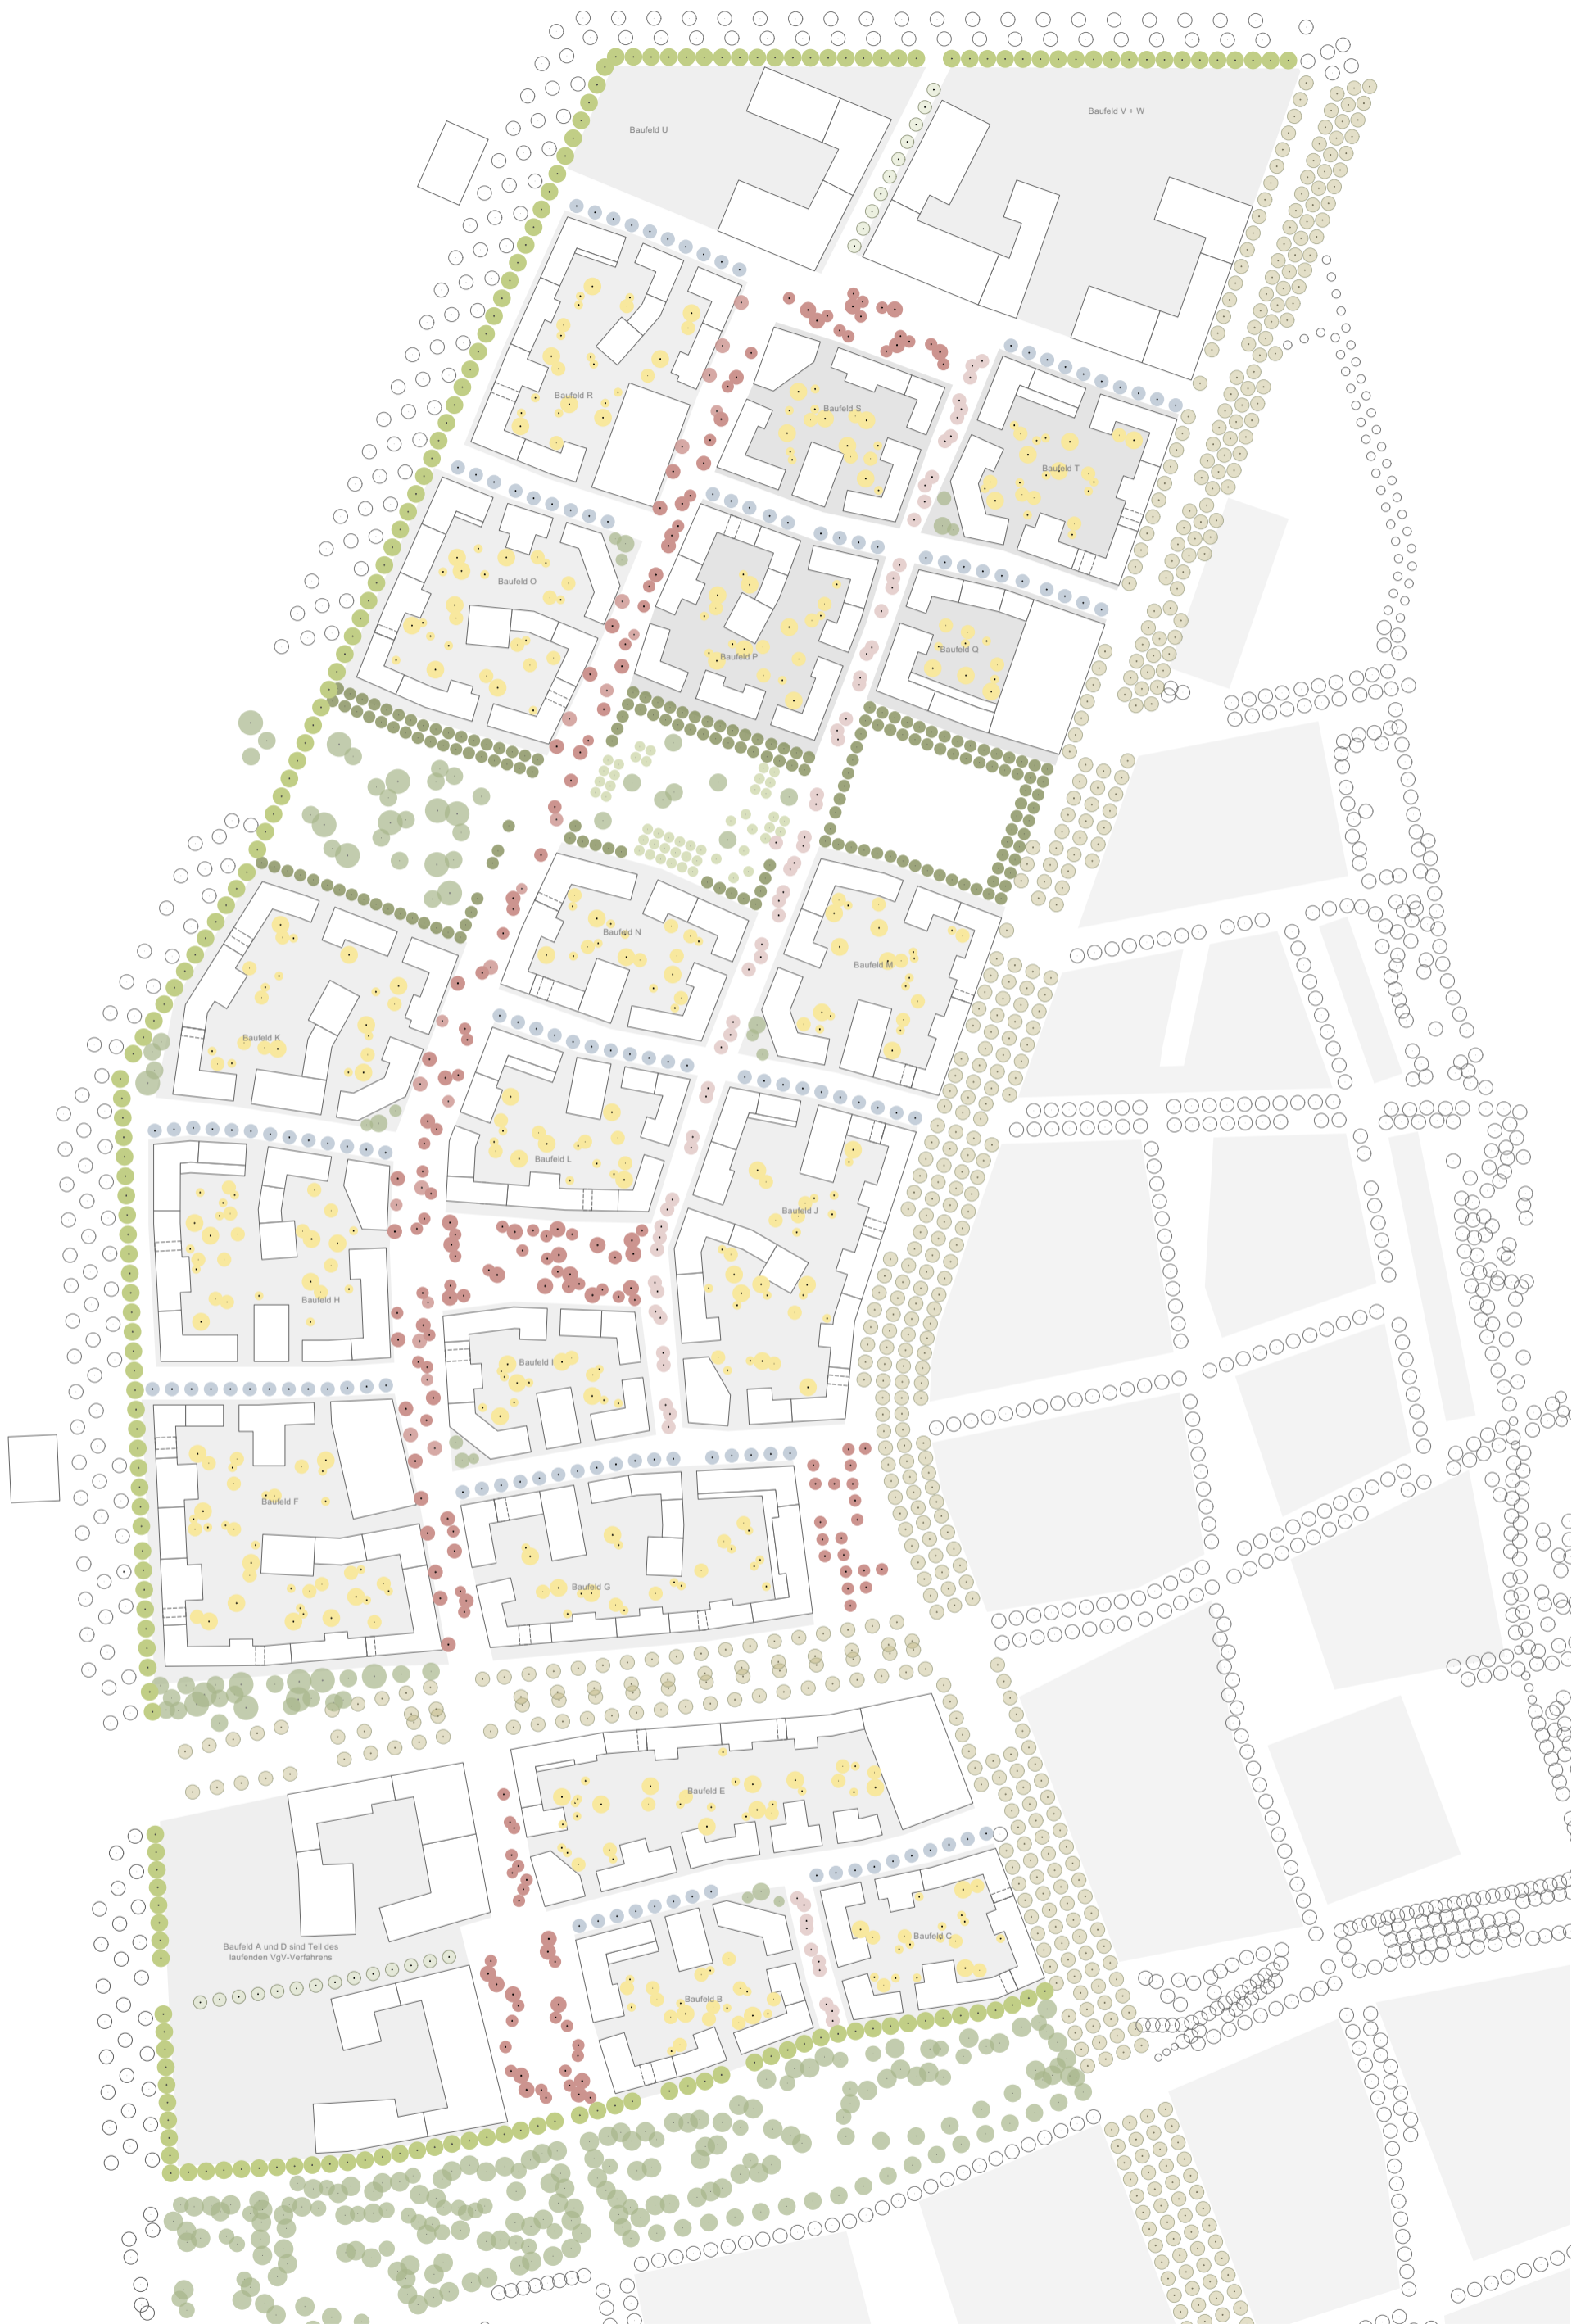 Baufeld V + W
Baufeld U
Baufeld R
Baufeld S
Baufeld T
Baufeld O
Baufeld Q
Baufeld P
Baufeld N
Baufeld M
Baufeld K
Baufeld L
Baufeld J
Baufeld H
Baufeld I
Baufeld F
Baufeld G
Baufeld E
Baufeld C
Baufeld A und D sind Teil des
laufenden VgV-Verfahrens
Baufeld B